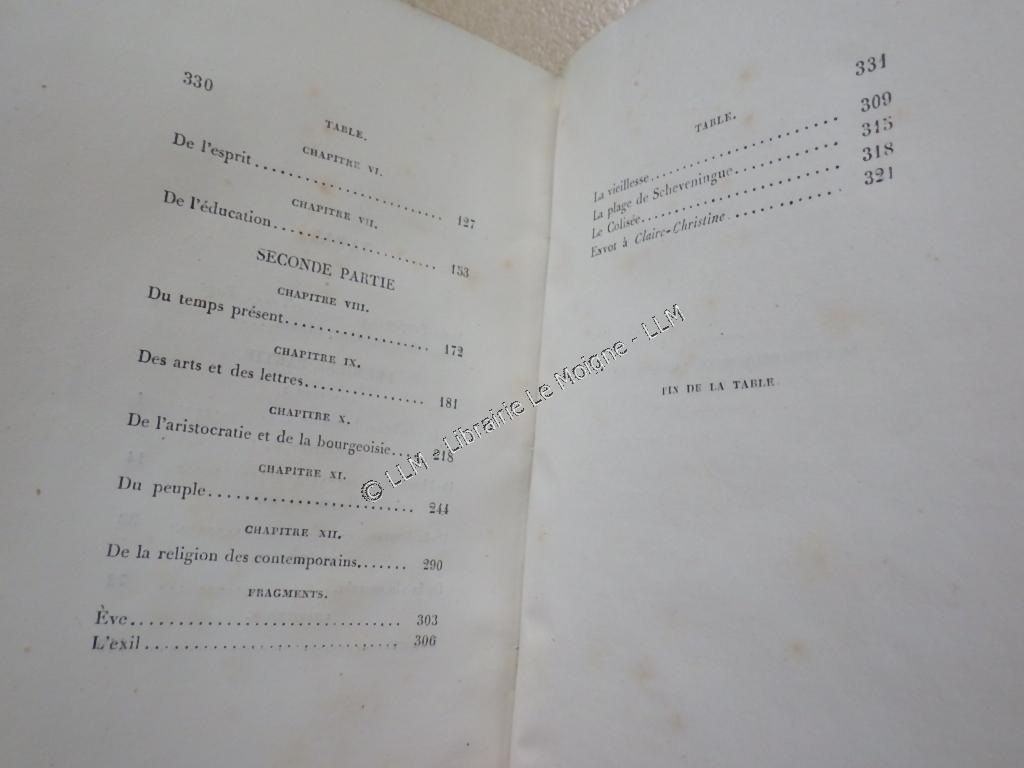 330
TABLE.
CHAPITRE VI.
De l'esprit.......................... 127
CHAPITRE VII.
De l'éducation...................... 153
SECONDE PARTIE
CHAPITRE VIII.
Du temps présent.................... 172
CHAPITRE IX.
Des arts et des lettres................ 181
CHAPITRE X.
De l'aristocratie et de la bourgeoisie.... 218
CHAPITRE XI.
Du peuple.......................... 244
CHAPITRE XII.
De la religion des contemporains....... 290
FRAGMENTS.
Ève............................... 303
L'exil............................. 306
331
TABLE.
La vieillesse........................ 309
La plage de Scheveningue............. 315
Le Colisée......................... 318
Exvot à Claire-Christine.............. 321
FIN DE LA TABLE
© LLM - Librairie Le Moigne - LLM